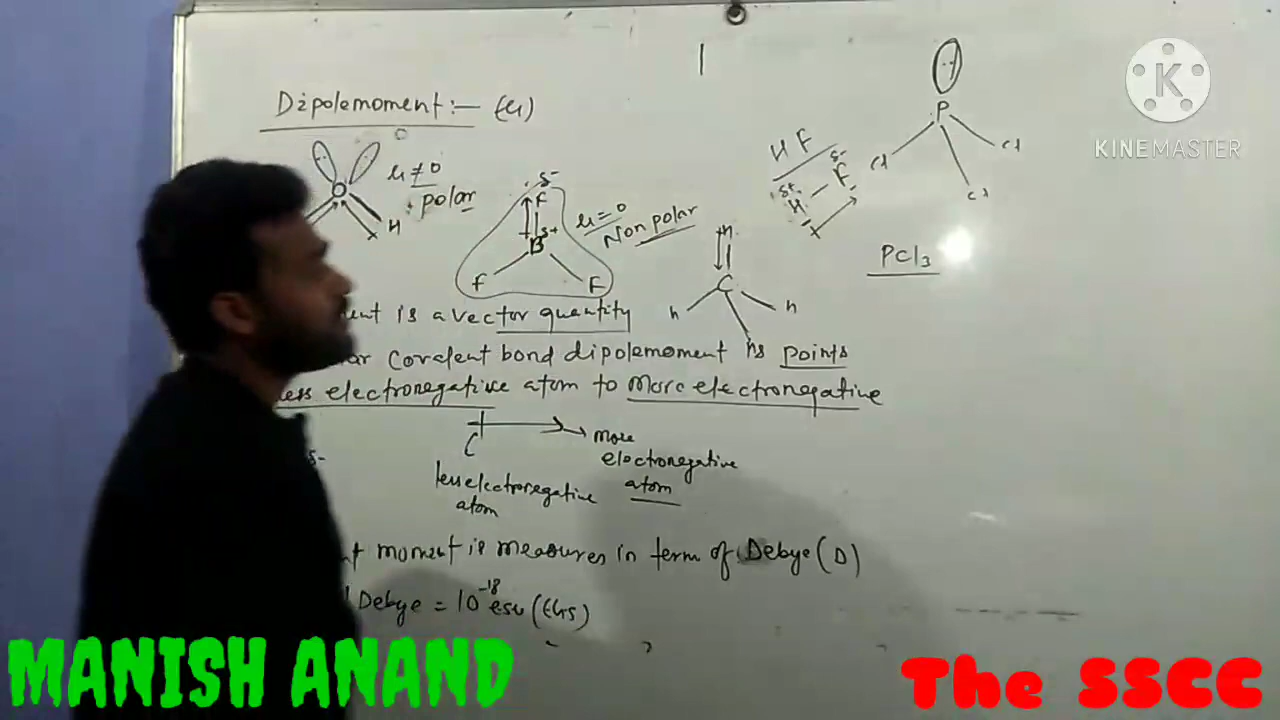 Dipolemoment :— (μ)
μ ≠ 0
polar
O
H
δ-
F
δ+
B
F
F
μ = 0
Non polar
H
C
H
H
H
H F
δ-
F
δ+
H
P
Cl
Cl
Cl
PCl3
is a vector quantity
covalent bond dipolemoment is points
less electronegative atom to More electronegative
more
electronegative
atom
less electronegative
atom
moment is measures in term of Debye (D)
Debye = 10-18 esu (CGS)
KINEMASTER
MANISH ANAND
The SSCC